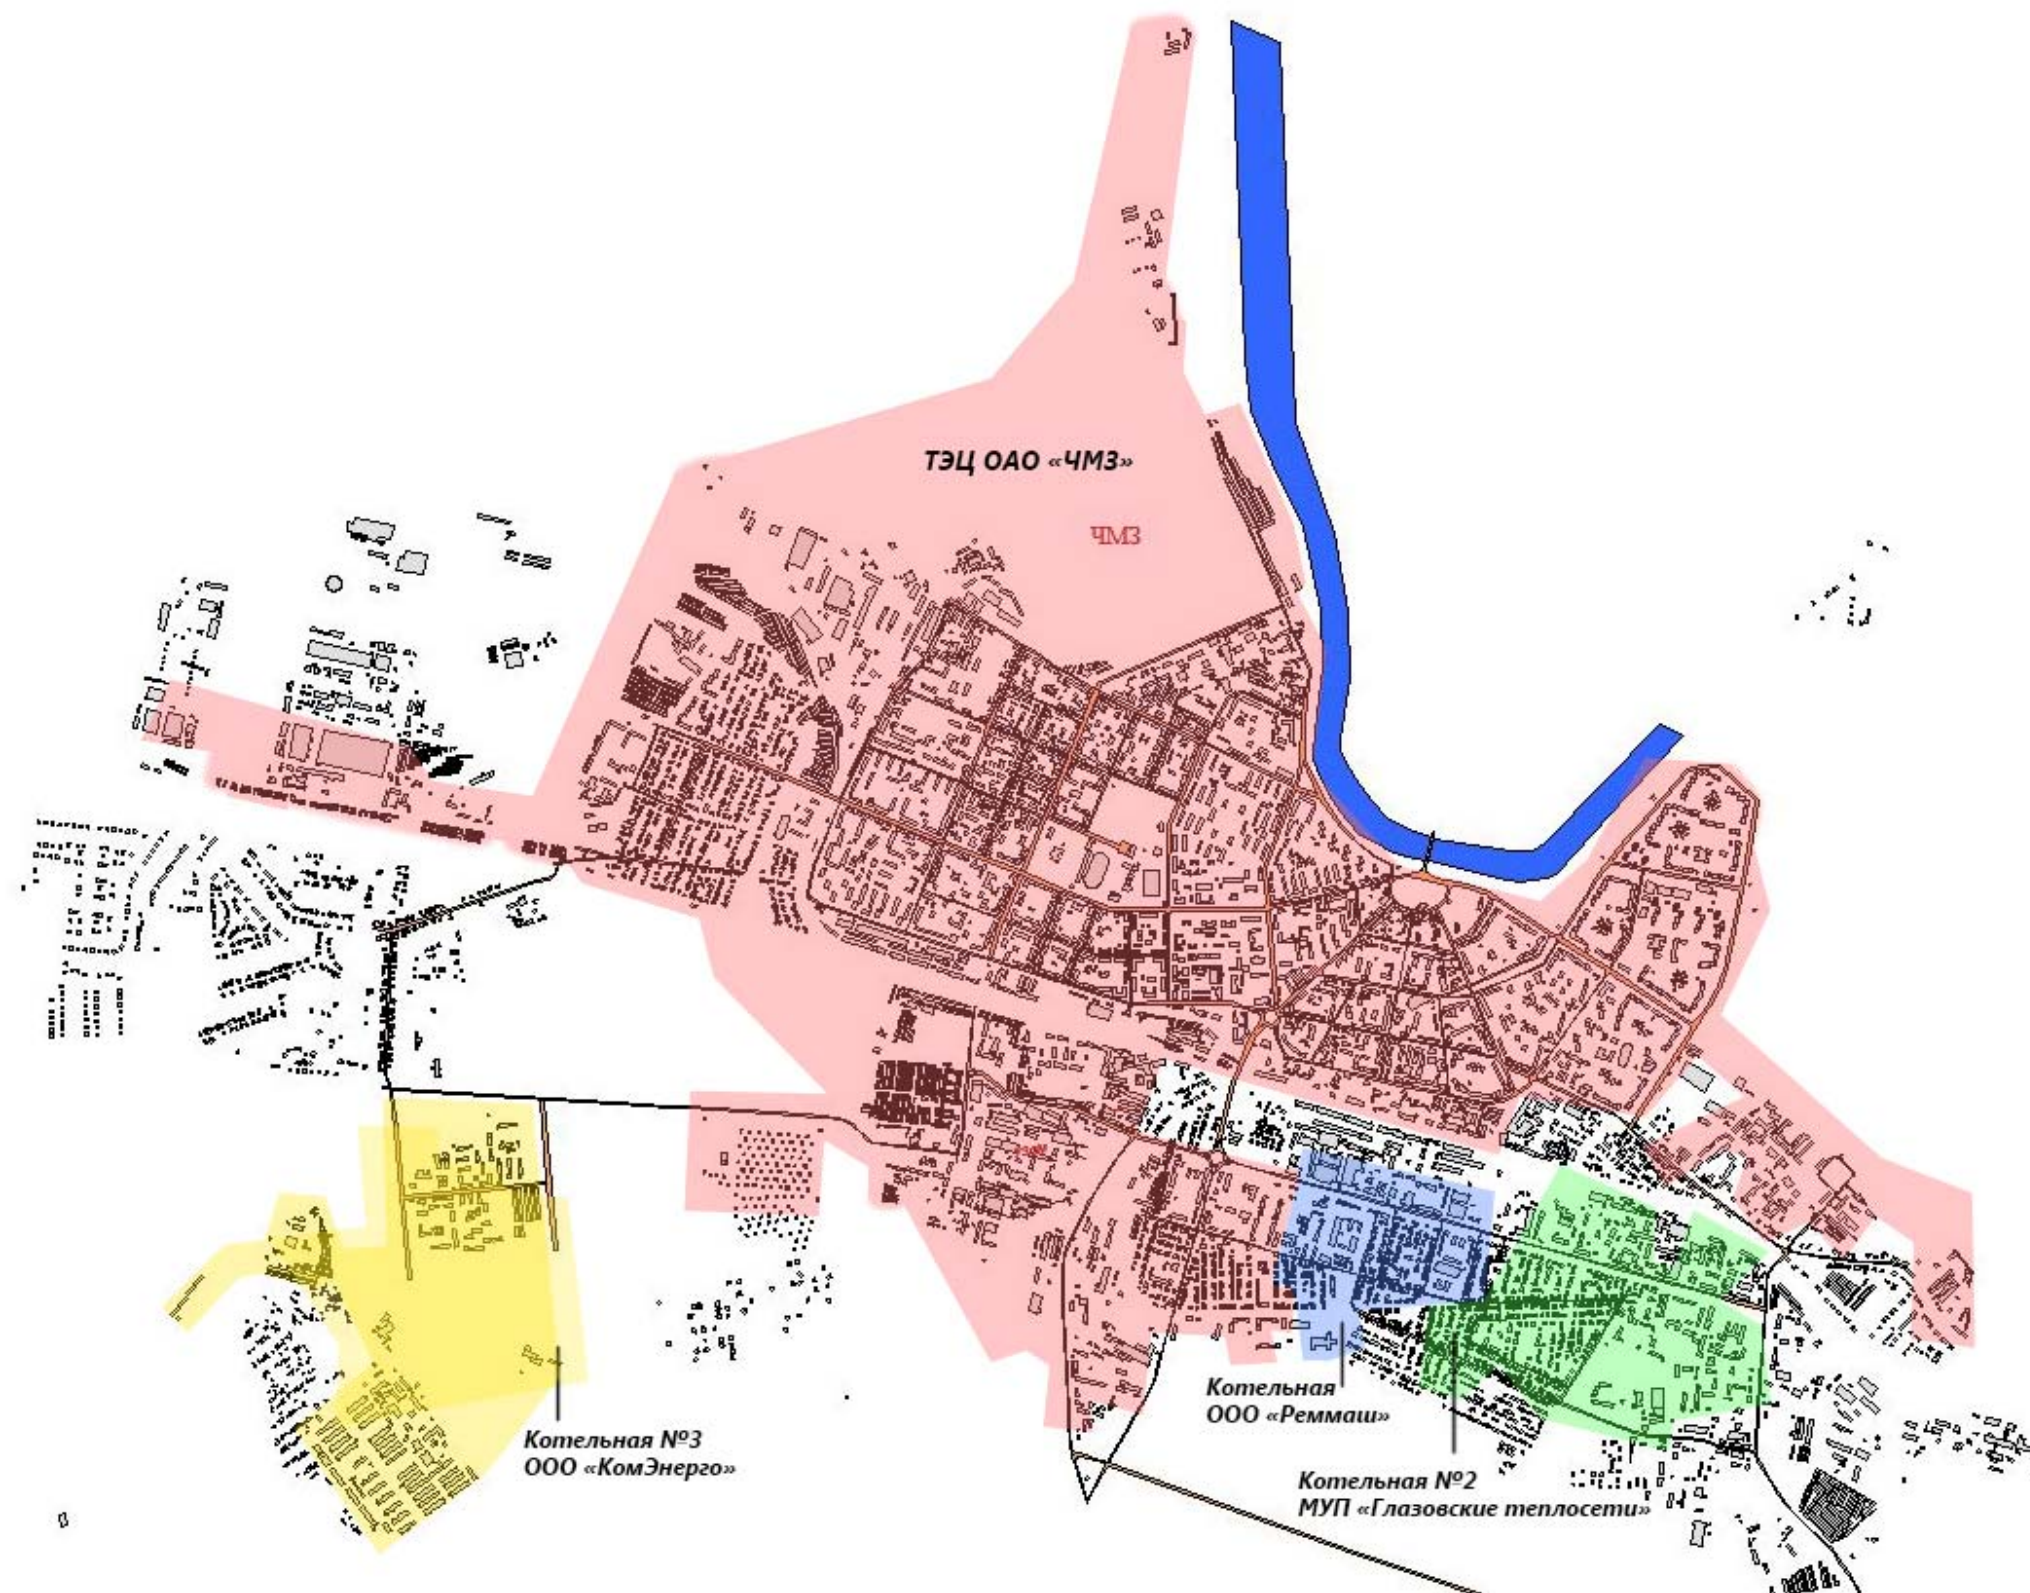 ТЭЦ ОАО «ЧМЗ»
ЧМЗ
Котельная
ООО «Реммаш»
Котельная №3
ООО «КомЭнерго»
Котельная №2
МУП «Глазовские теплосети»